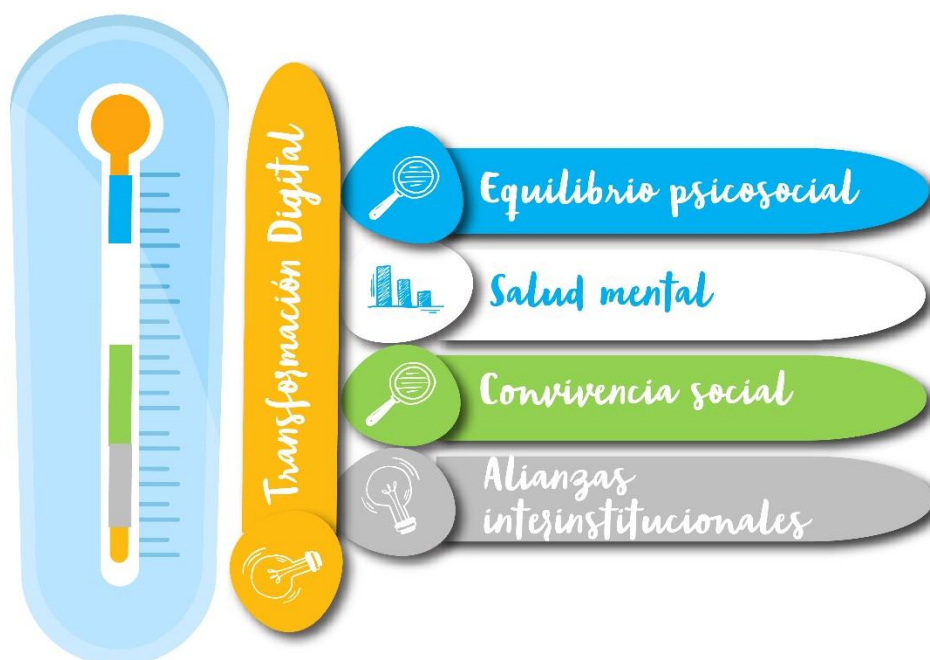 Transformación Digital
Equilibrio psicosocial
Salud mental
Convivencia social
Alianzas
interinstitucionales